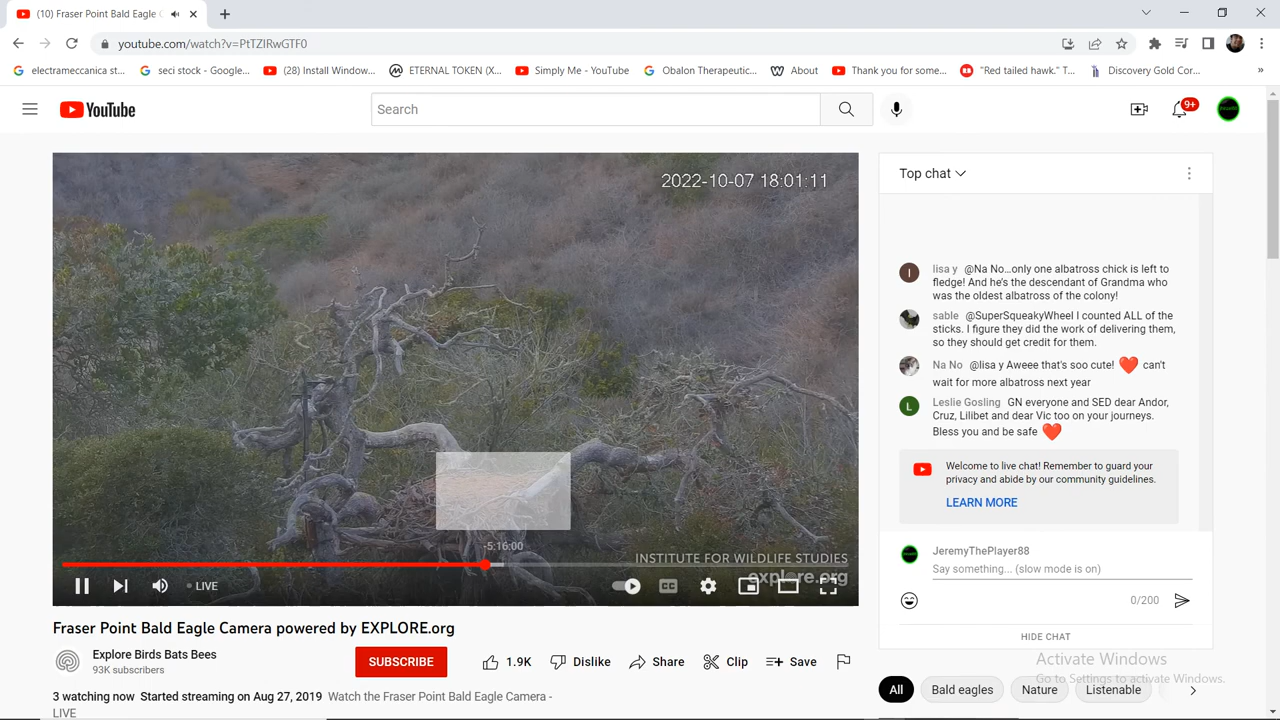 (10) Fraser Point Bald Eagle C
youtube.com/watch?v=PtTZIRwGTF0
electrameccanica st...
seci stock - Google...
(28) Install Window...
ETERNAL TOKEN (X...
Simply Me - YouTube
Obalon Therapeutic...
About
Thank you for some...
"Red tailed hawk." T...
Discovery Gold Cor...
»
YouTube
Search
9+
2022-10-07 18:01:11
-5:16:00
INSTITUTE FOR WILDLIFE STUDIES
explore.org
LIVE
CC
Fraser Point Bald Eagle Camera powered by EXPLORE.org
Explore Birds Bats Bees
93K subscribers
SUBSCRIBE
1.9K
Dislike
Share
Clip
Save
3 watching now Started streaming on Aug 27, 2019 Watch the Fraser Point Bald Eagle Camera -
LIVE
Top chat
I
lisa y @Na No…only one albatross chick is left to
fledge! And he's the descendant of Grandma who
was the oldest albatross of the colony!
sable @SuperSqueakyWheel I counted ALL of the
sticks. I figure they did the work of delivering them,
so they should get credit for them.
Na No @lisa y Aweee that's soo cute! ❤️ can't
wait for more albatross next year
L
Leslie Gosling GN everyone and SED dear Andor,
Cruz, Lilibet and dear Vic too on your journeys.
Bless you and be safe ❤️
Welcome to live chat! Remember to guard your
privacy and abide by our community guidelines.
LEARN MORE
JeremyThePlayer88
Say something... (slow mode is on)
0/200
HIDE CHAT
Activate Windows
Go to Settings to activate Windows.
All
Bald eagles
Nature
Listenable